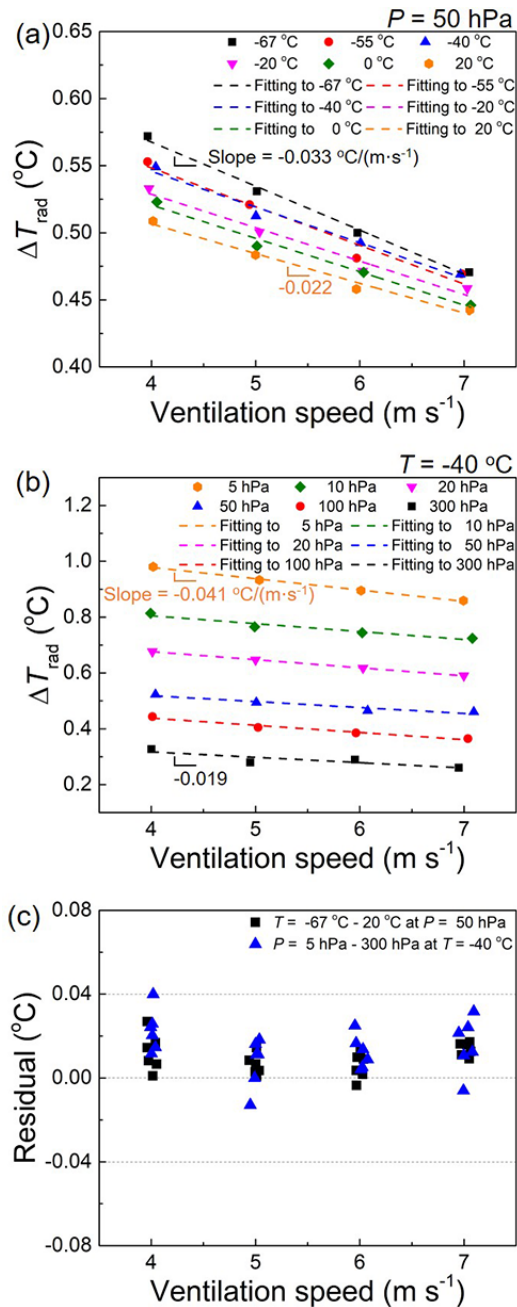 (a)
P = 50 hPa
-67 °C -55 °C -40 °C
-20 °C 0 °C 20 °C
Fitting to -67 °C Fitting to -55 °C
Fitting to -40 °C Fitting to -20 °C
Fitting to 0 °C Fitting to 20 °C
Slope = -0.033 °C/(m·s⁻¹)
-0.022
0.65
0.60
0.55
0.50
0.45
0.40
ΔT_rad (°C)
4 5 6 7
Ventilation speed (m s⁻¹)
(b)
T = -40 °C
5 hPa 10 hPa 20 hPa
50 hPa 100 hPa 300 hPa
Fitting to 5 hPa Fitting to 10 hPa
Fitting to 20 hPa Fitting to 50 hPa
Fitting to 100 hPa Fitting to 300 hPa
Slope = -0.041 °C/(m·s⁻¹)
-0.019
1.2
1.0
0.8
0.6
0.4
0.2
ΔT_rad (°C)
4 5 6 7
Ventilation speed (m s⁻¹)
(c)
T = -67 °C - 20 °C at P = 50 hPa
P = 5 hPa - 300 hPa at T = -40 °C
0.08
0.04
0.00
-0.04
-0.08
Residual (°C)
4 5 6 7
Ventilation speed (m s⁻¹)